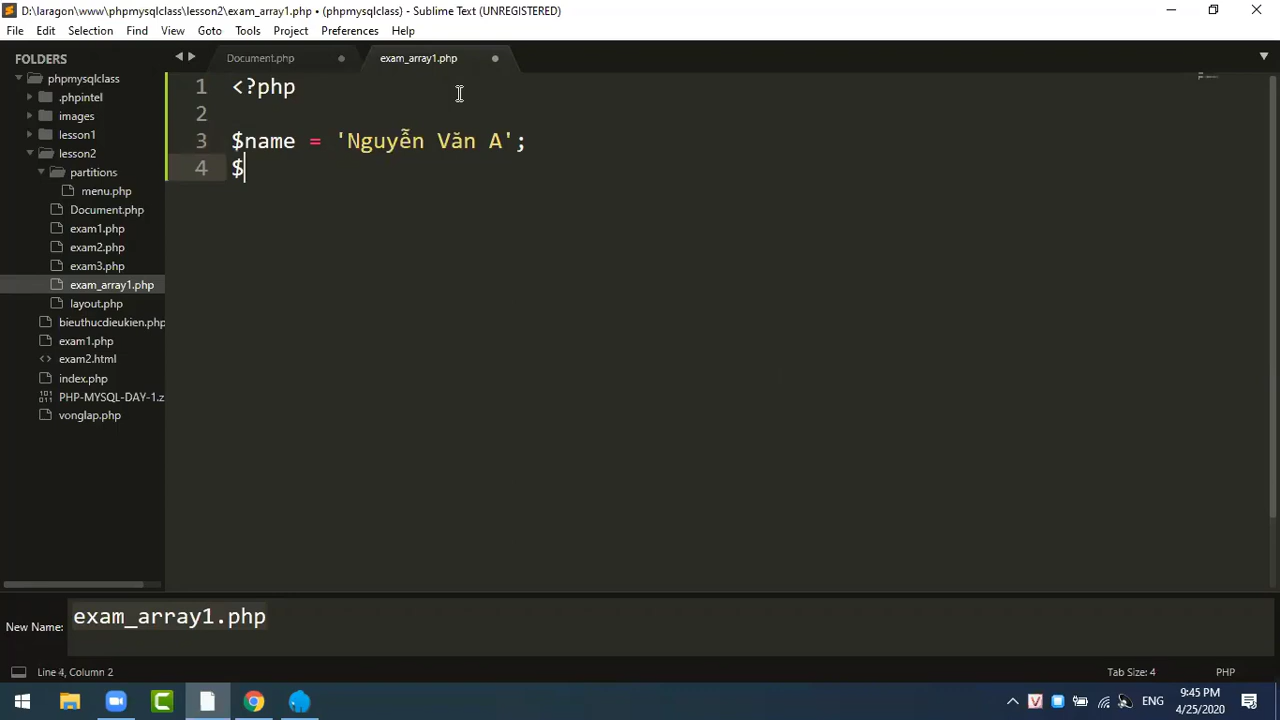 D:\laragon\www\phpmysqlclass\lesson2\exam_array1.php • (phpmysqlclass) - Sublime Text (UNREGISTERED)
File Edit Selection Find View Goto Tools Project Preferences Help
FOLDERS
phpmysqlclass
.phpintel
images
lesson1
lesson2
partitions
menu.php
Document.php
exam1.php
exam2.php
exam3.php
exam_array1.php
layout.php
bieuthucdieukien.php
exam1.php
exam2.html
index.php
PHP-MYSQL-DAY-1.z
vonglap.php
Document.php exam_array1.php
1 <?php
2
3 $name = 'Nguyễn Văn A';
4 $
New Name: exam_array1.php
Line 4, Column 2 Tab Size: 4 PHP
ENG
9:45 PM
4/25/2020